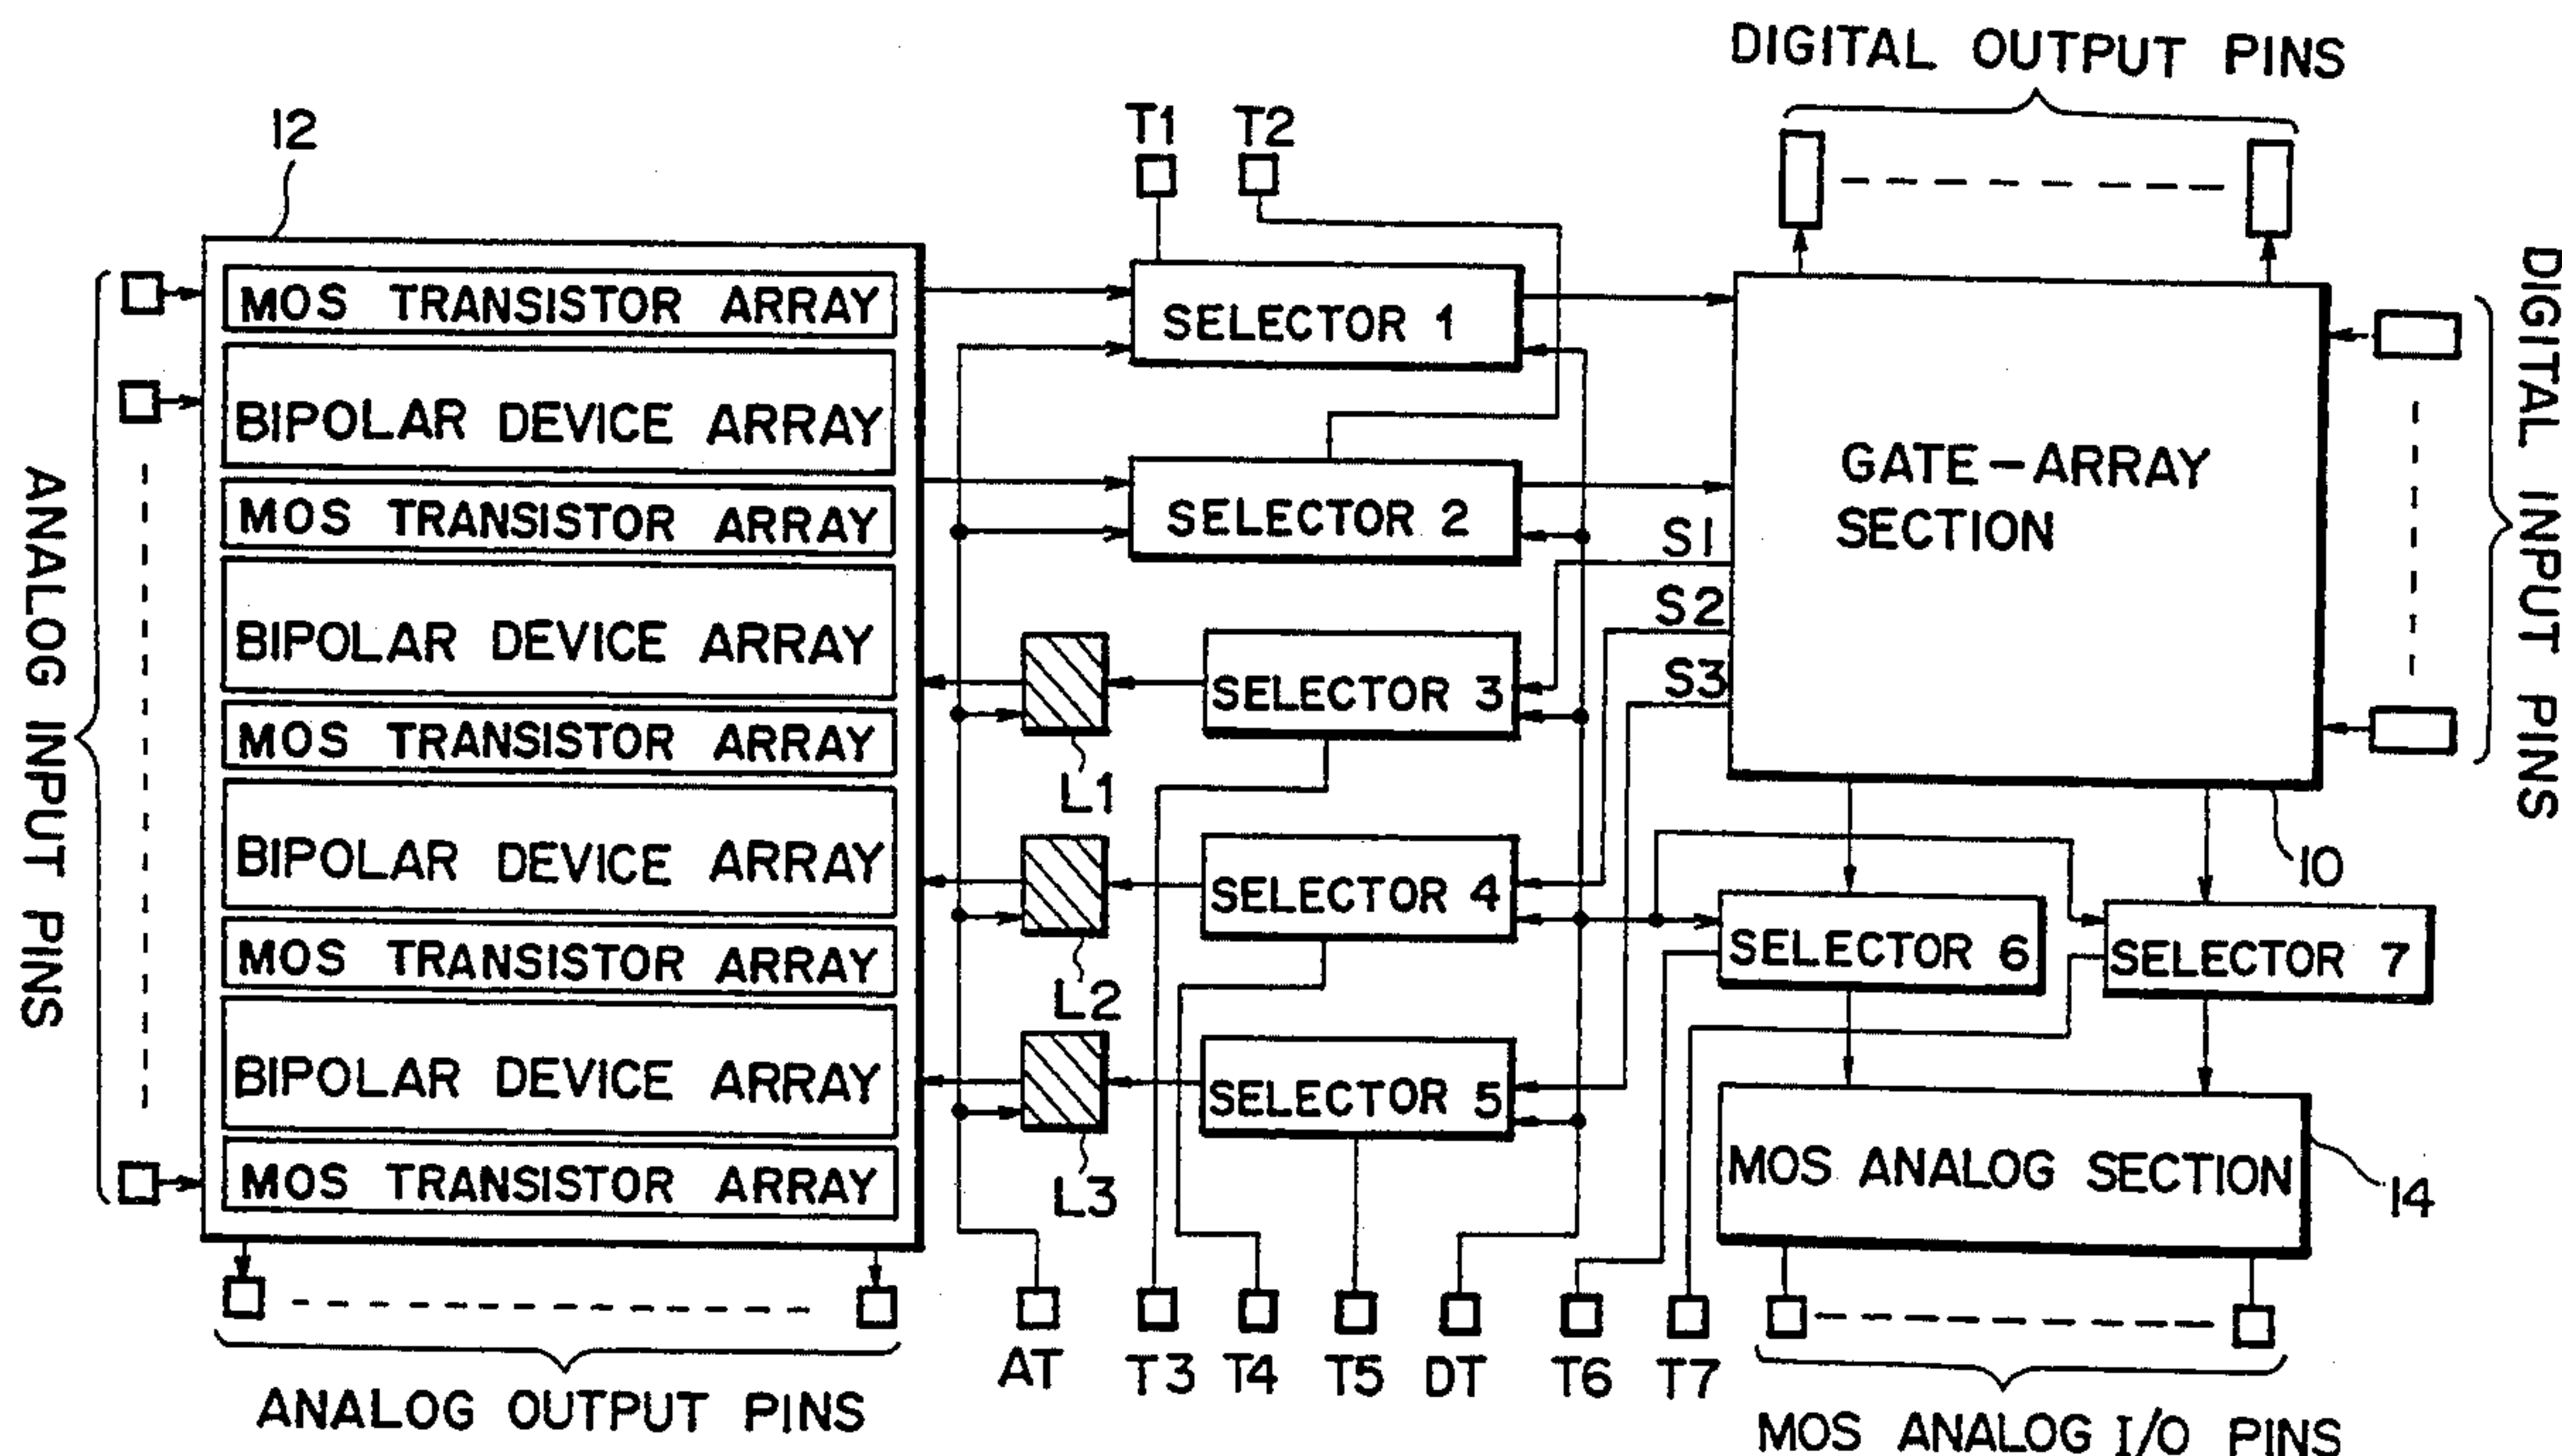 DIGITAL OUTPUT PINS
12
T1
T2
MOS TRANSISTOR ARRAY
BIPOLAR DEVICE ARRAY
MOS TRANSISTOR ARRAY
BIPOLAR DEVICE ARRAY
MOS TRANSISTOR ARRAY
BIPOLAR DEVICE ARRAY
MOS TRANSISTOR ARRAY
BIPOLAR DEVICE ARRAY
MOS TRANSISTOR ARRAY
ANALOG INPUT PINS
ANALOG OUTPUT PINS
SELECTOR 1
SELECTOR 2
SELECTOR 3
SELECTOR 4
SELECTOR 5
L1
L2
L3
S1
S2
S3
GATE-ARRAY
SECTION
DIGITAL INPUT PINS
10
SELECTOR 6
SELECTOR 7
MOS ANALOG SECTION
14
AT
T3
T4
T5
DT
T6
T7
MOS ANALOG I/O PINS